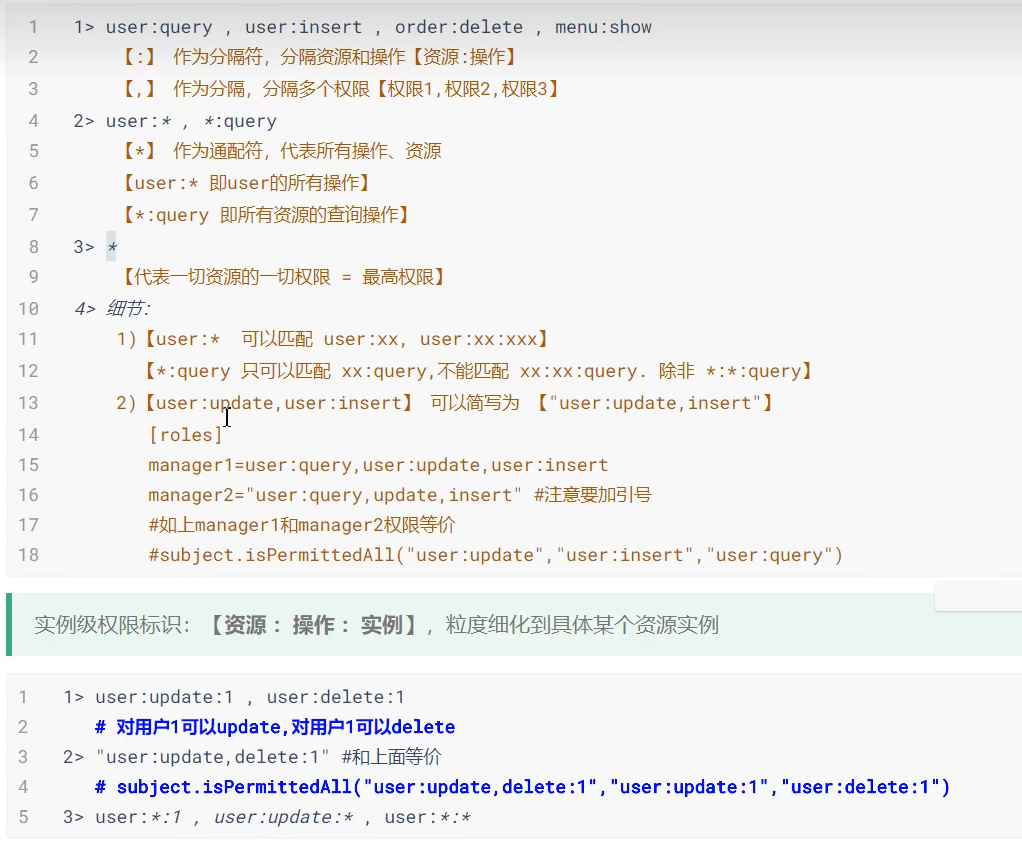 1 1> user:query , user:insert , order:delete , menu:show
2 【:】 作为分隔符，分隔资源和操作【资源:操作】
3 【,】 作为分隔，分隔多个权限【权限1,权限2,权限3】
4 2> user:* , *:query
5 【*】 作为通配符，代表所有操作、资源
6 【user:* 即user的所有操作】
7 【*:query 即所有资源的查询操作】
8 3> *
9 【代表一切资源的一切权限 = 最高权限】
10 4> 细节：
11 1)【user:* 可以匹配 user:xx, user:xx:xxx】
12 【*:query 只可以匹配 xx:query,不能匹配 xx:xx:query. 除非 *:*:query】
13 2)【user:update,user:insert】 可以简写为 【"user:update,insert"】
14 [roles]
15 manager1=user:query,user:update,user:insert
16 manager2="user:query,update,insert" #注意要加引号
17 #如上manager1和manager2权限等价
18 #subject.isPermittedAll("user:update","user:insert","user:query")
实例级权限标识：【资源：操作：实例】，粒度细化到具体某个资源实例
1 1> user:update:1 , user:delete:1
2 # 对用户1可以update,对用户1可以delete
3 2> "user:update,delete:1" #和上面等价
4 # subject.isPermittedAll("user:update,delete:1","user:update:1","user:delete:1")
5 3> user:*:1 , user:update:* , user:*:*